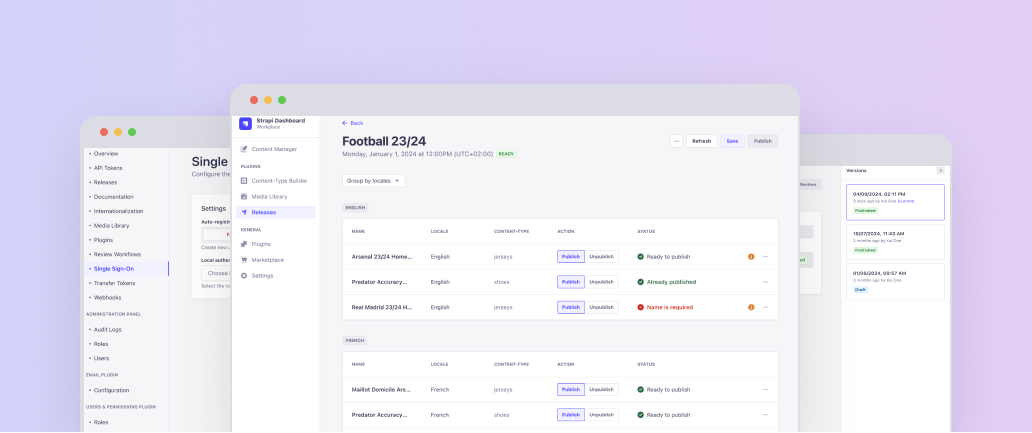 Overview
API Tokens
Releases
Documentation
Internationalization
Media Library
Plugins
Review Workflows
Single Sign-On
Transfer Tokens
Webhooks
ADMINISTRATION PANEL
Audit Logs
Roles
Users
EMAIL PLUGIN
Configuration
USERS & PERMISSIONS PLUGIN
Roles
Single
Configure the
Settings
Auto-registr
Create new u
Local auther
Choose
Select the ro
Strapi Dashboard
Workplace
Content Manager
PLUGINS
Content-Type Builder
Media Library
Releases
GENERAL
Plugins
Marketplace
Settings
Back
Football 23/24
Monday, January 1, 2024 at 12:00PM (UTC+02:00) READY
Refresh Save Publish
Group by locales
ENGLISH
NAME LOCALE CONTENT-TYPE ACTION STATUS
Arsenal 23/24 Home... English jerseys Publish Unpublish Ready to publish
Predator Accuracy... English shoes Publish Unpublish Already published
Real Madrid 23/24 H... English jerseys Publish Unpublish Name is required
FRENCH
NAME LOCALE CONTENT-TYPE ACTION STATUS
Maillot Domicile Ars... French jerseys Publish Unpublish Ready to publish
Predator Accuracy... French shoes Publish Unpublish Ready to publish
Restore
Versions
04/09/2024, 02:11 PM
3 days ago by Kai Doe (current)
Published
15/07/2024, 11:43 AM
2 months ago by Kai Doe
Published
01/06/2024, 09:57 AM
3 months ago by Kai Doe
Draft